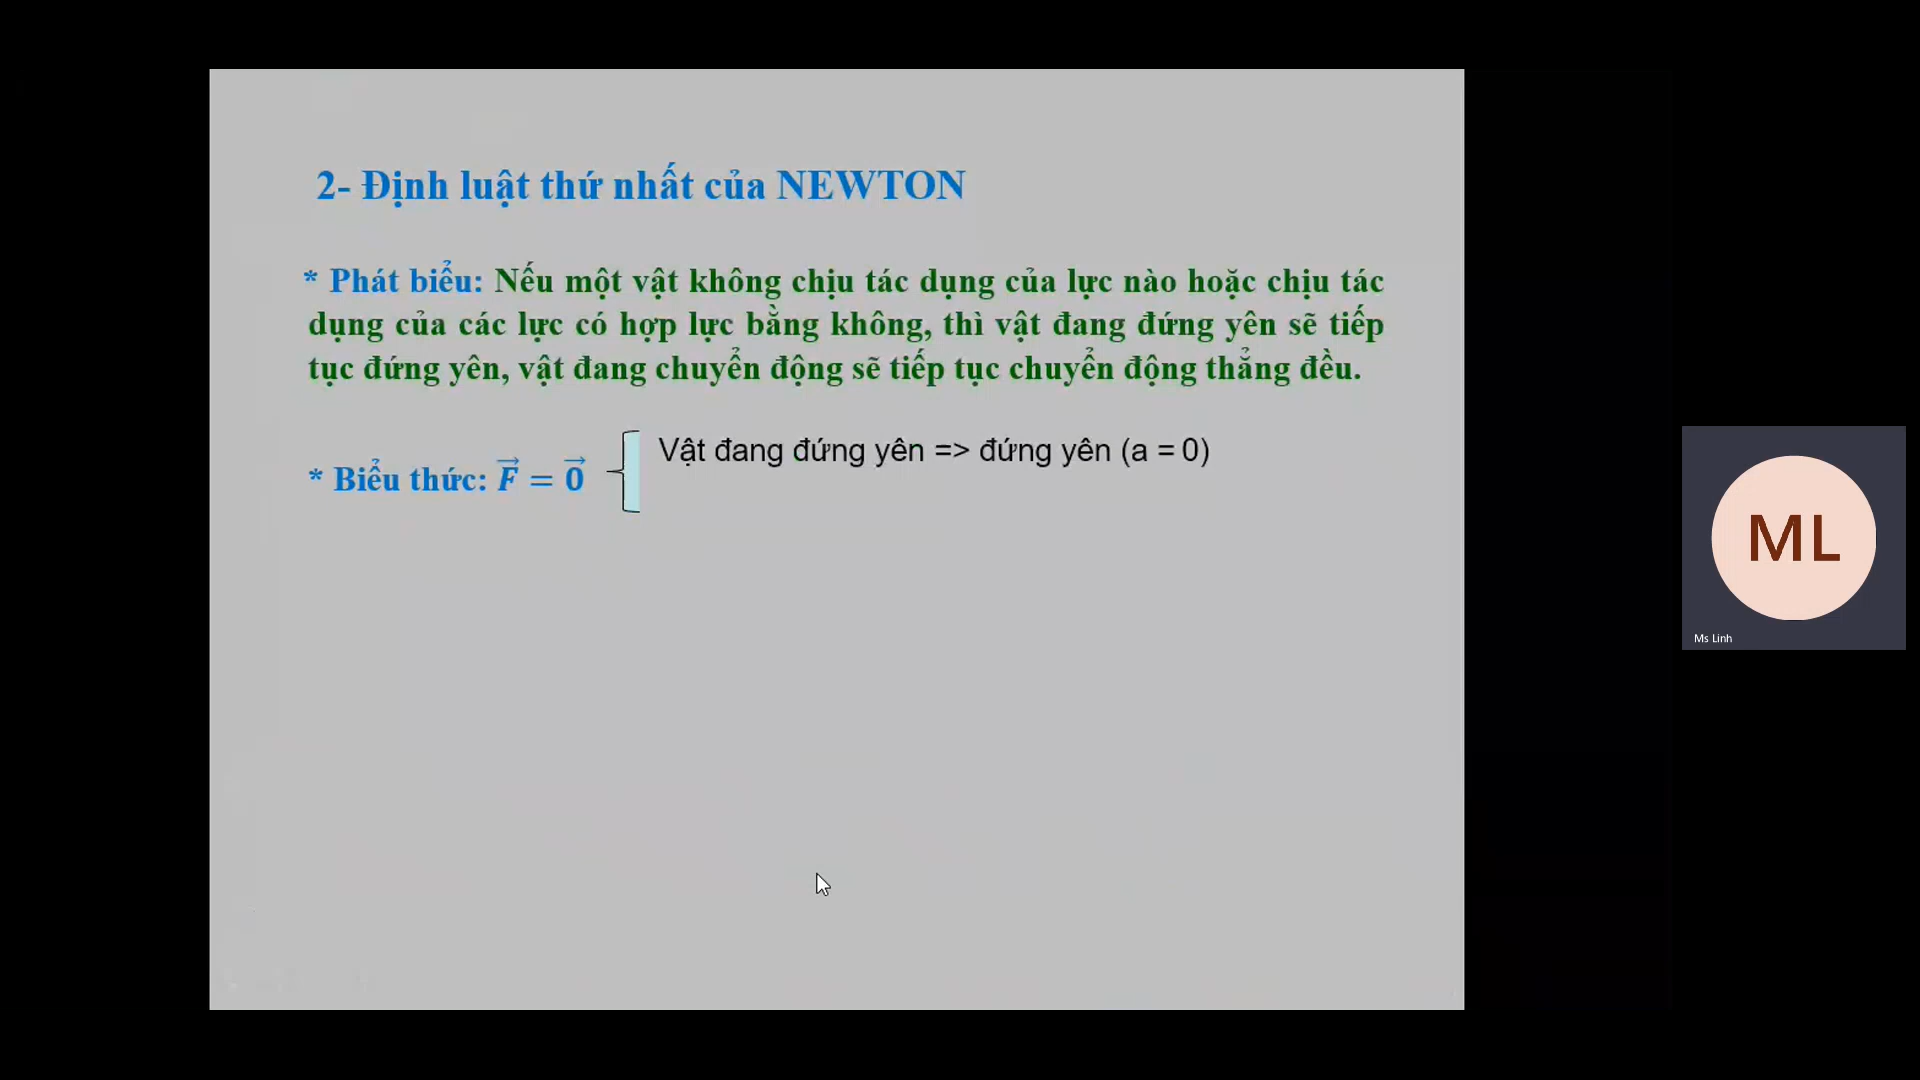 2- Định luật thứ nhất của NEWTON
* Phát biểu: Nếu một vật không chịu tác dụng của lực nào hoặc chịu tác
dụng của các lực có hợp lực bằng không, thì vật đang đứng yên sẽ tiếp
tục đứng yên, vật đang chuyển động sẽ tiếp tục chuyển động thẳng đều.
Vật đang đứng yên => đứng yên (a = 0)
* Biểu thức: $\vec{F} = \vec{0}$
ML
Ms Linh